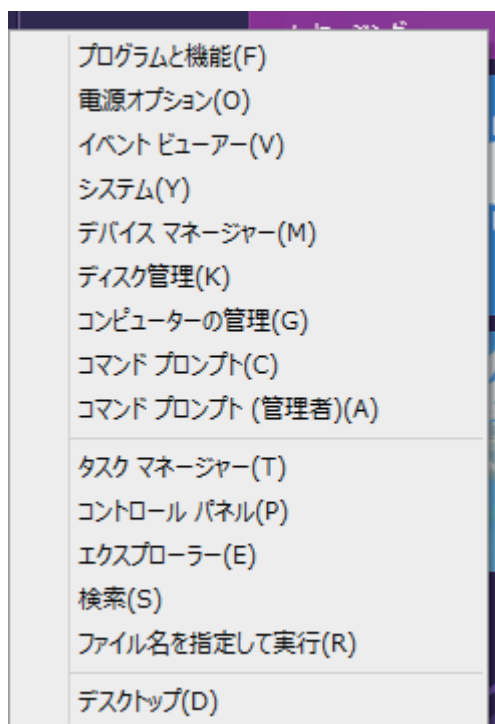 プログラムと機能(F)
電源オプション(O)
イベント ビューアー(V)
システム(Y)
デバイス マネージャー(M)
ディスク管理(K)
コンピューターの管理(G)
コマンド プロンプト(C)
コマンド プロンプト (管理者)(A)
タスク マネージャー(T)
コントロール パネル(P)
エクスプローラー(E)
検索(S)
ファイル名を指定して実行(R)
デスクトップ(D)